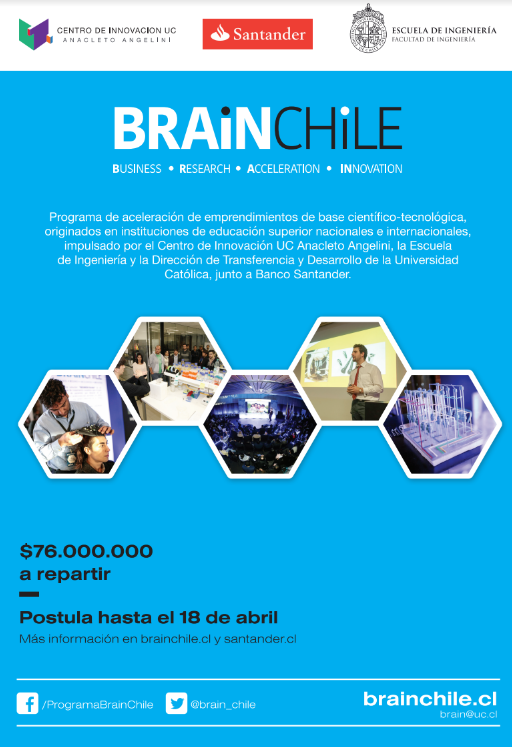 CENTRO DE INNOVACIÓN UC
ANACLETO ANGELINI
Santander
ESCUELA DE INGENIERÍA
FACULTAD DE INGENIERÍA
BRAiNCHiLE
BUSINESS • RESEARCH • ACCELERATION • INNOVATION
Programa de aceleración de emprendimientos de base científico-tecnológica,
originados en instituciones de educación superior nacionales e internacionales,
impulsado por el Centro de Innovación UC Anacleto Angelini, la Escuela
de Ingeniería y la Dirección de Transferencia y Desarrollo de la Universidad
Católica, junto a Banco Santander.
$76.000.000
a repartir
Postula hasta el 18 de abril
Más información en brainchile.cl y santander.cl
/ProgramaBrainChile
@brain_chile
brainchile.cl
brain@uc.cl